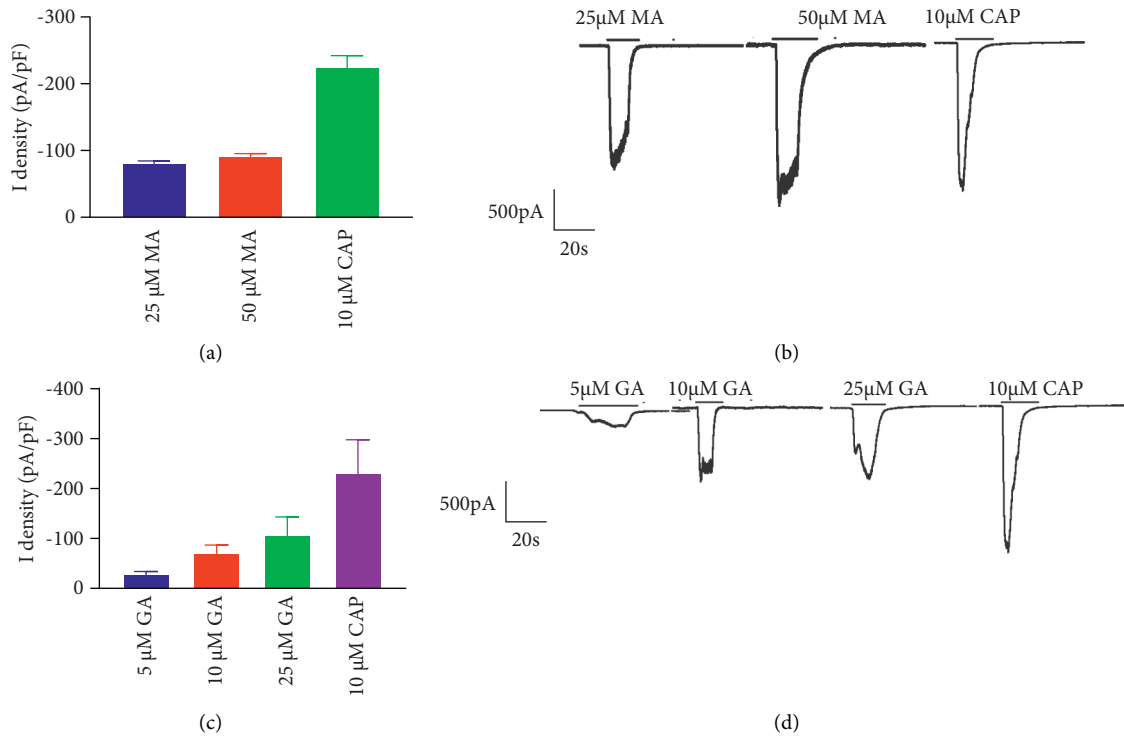 -300
-200
-100
0
I density (pA/pF)
25 μM MA
50 μM MA
10 μM CAP
(a)
25μM MA
50μM MA
10μM CAP
500pA
20s
(b)
-400
-300
-200
-100
0
I density (pA/pF)
5 μM GA
10 μM GA
25 μM GA
10 μM CAP
(c)
5μM GA
10μM GA
25μM GA
10μM CAP
500pA
20s
(d)